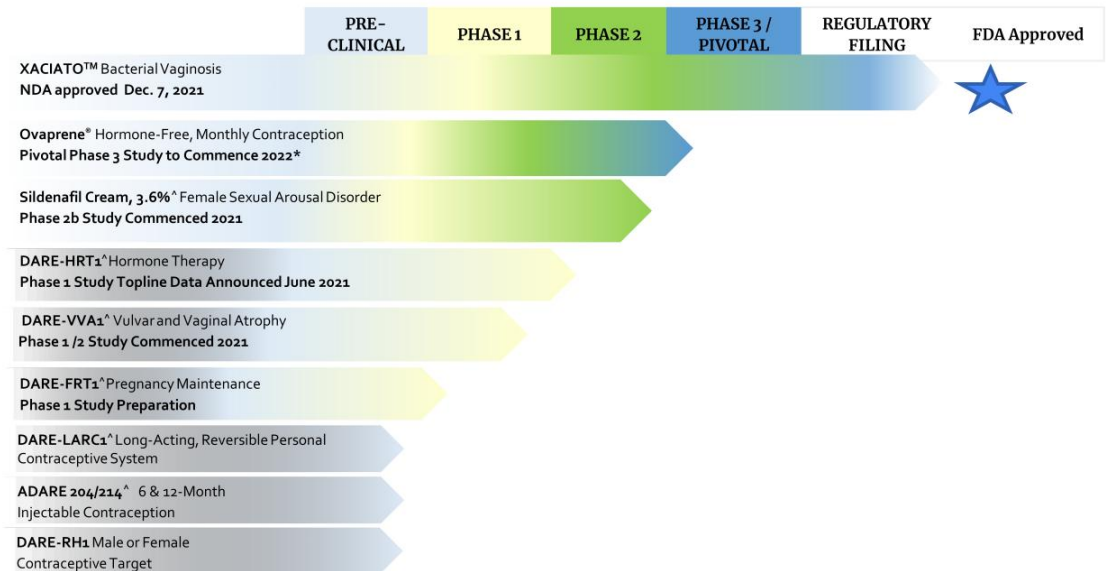 PRE-
CLINICAL
PHASE 1
PHASE 2
PHASE 3 /
PIVOTAL
REGULATORY
FILING
FDA Approved
XACIATO™ Bacterial Vaginosis
NDA approved Dec. 7, 2021
Ovaprene® Hormone-Free, Monthly Contraception
Pivotal Phase 3 Study to Commence 2022*
Sildenafil Cream, 3.6%^ Female Sexual Arousal Disorder
Phase 2b Study Commenced 2021
DARE-HRT1^ Hormone Therapy
Phase 1 Study Topline Data Announced June 2021
DARE-VVA1^ Vulvar and Vaginal Atrophy
Phase 1 /2 Study Commenced 2021
DARE-FRT1^ Pregnancy Maintenance
Phase 1 Study Preparation
DARE-LARC1^ Long-Acting, Reversible Personal
Contraceptive System
ADARE 204/214^ 6 & 12-Month
Injectable Contraception
DARE-RH1 Male or Female
Contraceptive Target